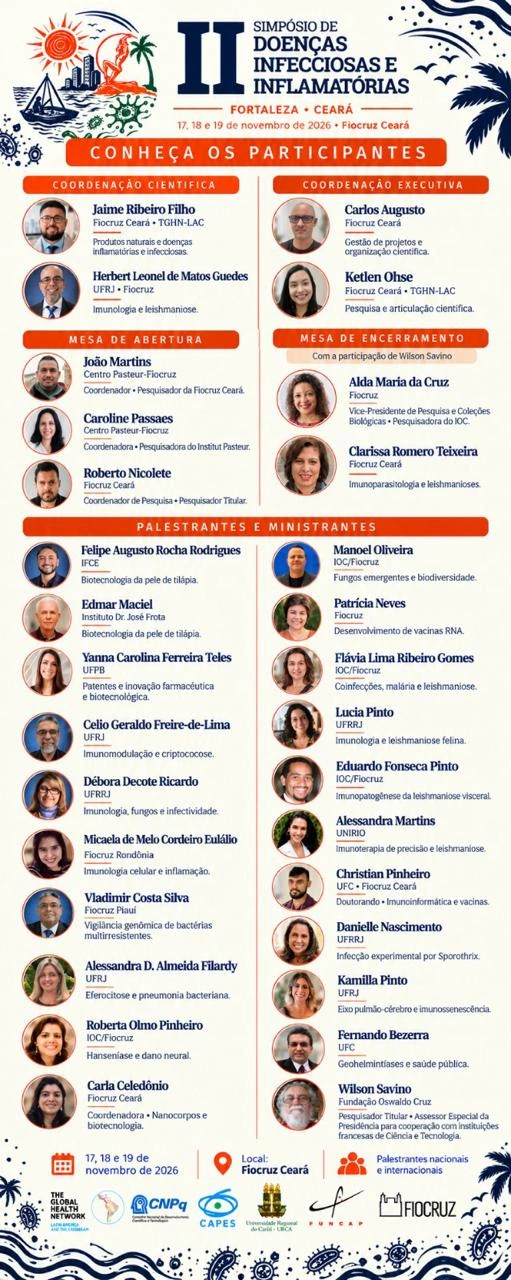 II
SIMPÓSIO DE
DOENÇAS
INFECCIOSAS E
INFLAMATÓRIAS
FORTALEZA • CEARÁ
17, 18 e 19 de novembro de 2026 • Fiocruz Ceará
CONHEÇA OS PARTICIPANTES
COORDENAÇÃO CIENTIFICA
Jaime Ribeiro Filho
Fiocruz Ceará • TGHN-LAC
Produtos naturais e doenças
inflamatórias e infecciosas.
Herbert Leonel de Matos Guedes
UFRJ • Fiocruz
Imunologia e leishmaniose.
COORDENAÇÃO EXECUTIVA
Carlos Augusto
Fiocruz Ceará
Gestão de projetos e
organização científica.
Ketlen Ohse
Fiocruz Ceará • TGHN-LAC
Pesquisa e articulação científica.
MESA DE ABERTURA
João Martins
Centro Pasteur-Fiocruz
Coordenador • Pesquisador da Fiocruz Ceará.
Caroline Passaes
Centro Pasteur-Fiocruz
Coordenadora • Pesquisadora do Institut Pasteur.
Roberto Nicolete
Fiocruz Ceará
Coordenador de Pesquisa • Pesquisador Titular.
MESA DE ENCERRAMENTO
Com a participação de Wilson Savino
Alda Maria da Cruz
Fiocruz
Vice-Presidente de Pesquisa e Coleções
Biológicas • Pesquisadora do IOC.
Clarissa Romero Teixeira
Fiocruz Ceará
Imunoparasitologia e leishmanioses.
PALESTRANTES E MINISTRANTES
Felipe Augusto Rocha Rodrigues
IFCE
Biotecnologia da pele de tilápia.
Edmar Maciel
Instituto Dr. José Frota
Biotecnologia da pele de tilápia.
Yanna Carolina Ferreira Teles
UFPB
Patentes e inovação farmacêutica
e biotecnológica.
Celio Geraldo Freire-de-Lima
UFRJ
Imunomodulação e criptococose.
Débora Decote Ricardo
UFRRJ
Imunologia, fungos e infectividade.
Micaela de Melo Cordeiro Eulálio
Fiocruz Rondônia
Imunologia celular e inflamação.
Vladimir Costa Silva
Fiocruz Piauí
Vigilância genômica de bactérias
multirresistentes.
Alessandra D. Almeida Filardy
UFRJ
Eferocitose e pneumonia bacteriana.
Roberta Olmo Pinheiro
IOC/Fiocruz
Hanseníase e dano neural.
Carla Celedônio
Fiocruz Ceará
Coordenadora • Nanocorpos e
biotecnologia.
Manoel Oliveira
IOC/Fiocruz
Fungos emergentes e biodiversidade.
Patrícia Neves
Fiocruz
Desenvolvimento de vacinas RNA.
Flávia Lima Ribeiro Gomes
IOC/Fiocruz
Coinfecções, malária e leishmaniose.
Lucia Pinto
UFRRJ
Imunologia e leishmaniose felina.
Eduardo Fonseca Pinto
IOC/Fiocruz
Imunopatogênese da leishmaniose visceral.
Alessandra Martins
UNIRIO
Imunoterapia de precisão e leishmaniose.
Christian Pinheiro
UFC • Fiocruz Ceará
Doutorando • Imunoinformática e vacinas.
Danielle Nascimento
UFRRJ
Infecção experimental por Sporothrix.
Kamilla Pinto
UFRJ
Eixo pulmão-cérebro e imunossenescência.
Fernando Bezerra
UFC
Geohelmintíases e saúde pública.
Wilson Savino
Fundação Oswaldo Cruz
Pesquisador Titular • Assessor Especial da
Presidência para cooperação com instituições
francesas de Ciência e Tecnologia.
17, 18 e 19 de
novembro de 2026
Local:
Fiocruz Ceará
Palestrantes nacionais
e internacionais
THE
GLOBAL
HEALTH
NETWORK
LATIN AMERICA
AND THE CARIBBEAN
CNPq
Conselho Nacional de Desenvolvimento
Científico e Tecnológico
CAPES
Universidade Regional
do Cariri - URCA
FUNCAP
FIOCRUZ